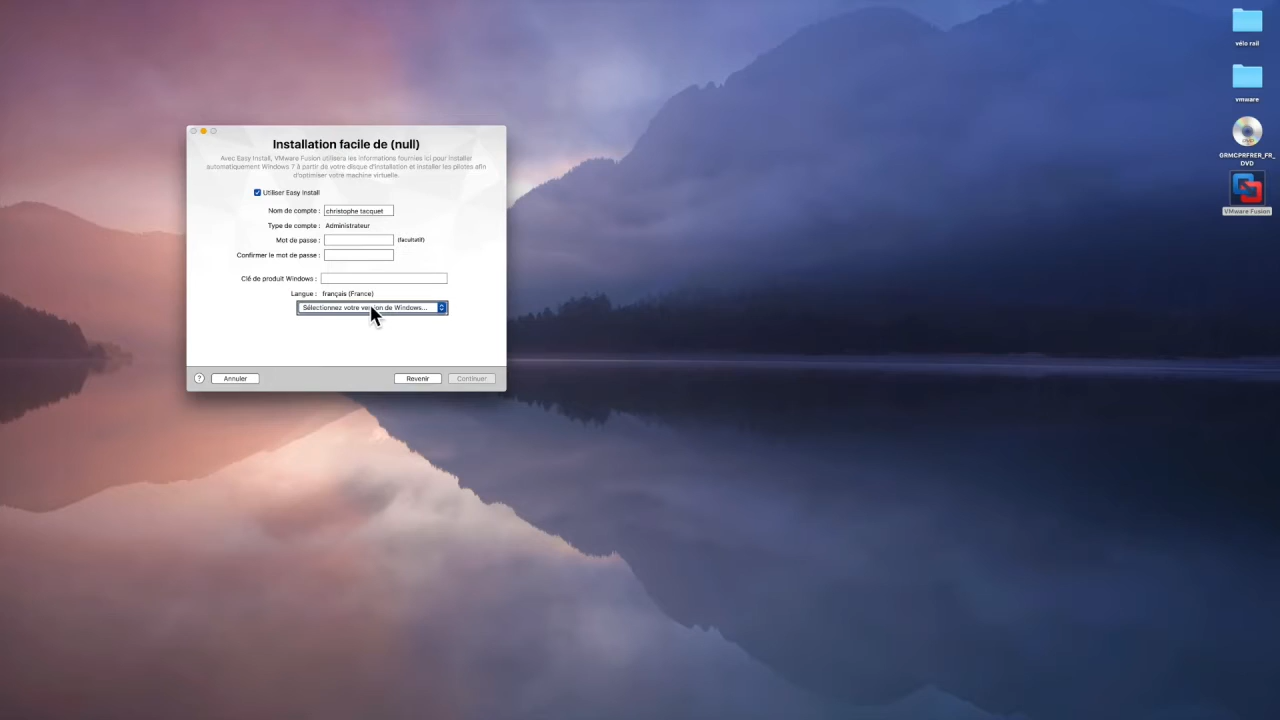 Installation facile de (null)
Avec Easy Install, VMware Fusion utilisera les informations fournies ici pour installer
automatiquement Windows 7 à partir de votre disque d'installation et installer les pilotes afin
d'optimiser votre machine virtuelle.
Utiliser Easy Install
Nom de compte : christophe tacquet
Type de compte : Administrateur
Mot de passe : (facultatif)
Confirmer le mot de passe :
Clé de produit Windows :
Langue : français (France)
Sélectionnez votre version de Windows...
? Annuler Revenir Continuer
vélo rail
vmware
GRMCPRFRER_FR_
DVD
VMware Fusion